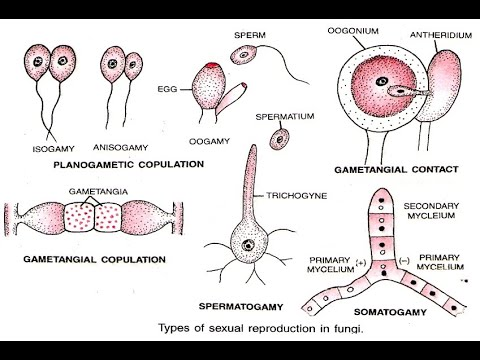 SPERM
OOGONIUM
ANTHERIDIUM
EGG
SPERMATIUM
ISOGAMY
ANISOGAMY
OOGAMY
PLANOGAMETIC COPULATION
GAMETANGIAL CONTACT
GAMETANGIA
TRICHOGYNE
SECONDARY
MYCLEIUM
PRIMARY (+)
MYCELIUM
(-) PRIMARY
MYCELIUM
GAMETANGIAL COPULATION
SPERMATOGAMY
SOMATOGAMY
Types of sexual reproduction in fungi.